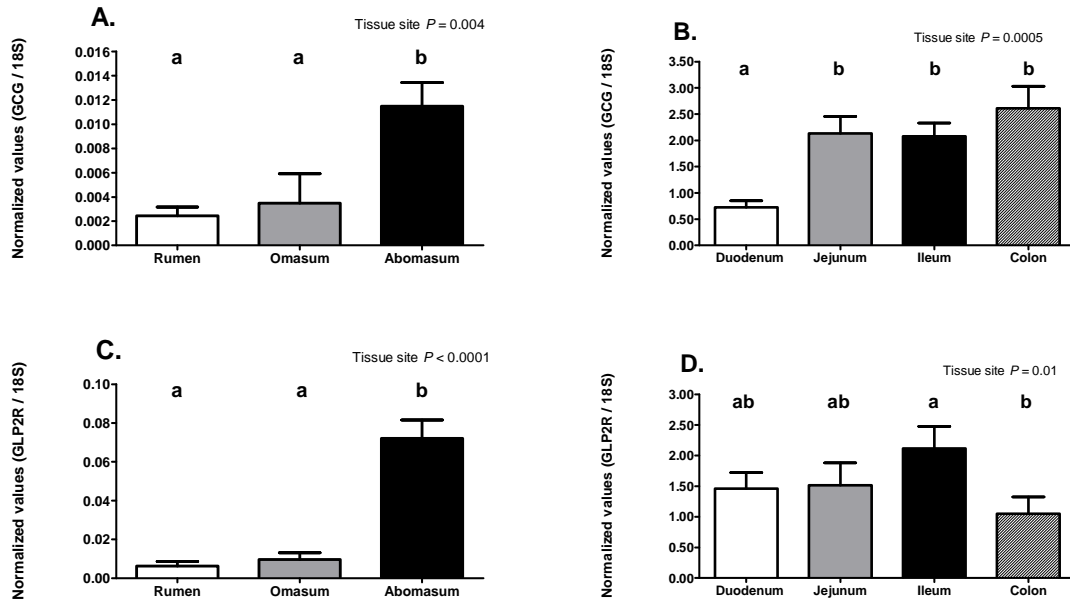 A.
Tissue site P = 0.004
Normalized values (GCG / 18S)
0.016
0.014
0.012
0.010
0.008
0.006
0.004
0.002
0.000
a a b
Rumen Omasum Abomasum
B.
Tissue site P = 0.0005
Normalized values (GCG / 18S)
3.50
3.00
2.50
2.00
1.50
1.00
0.50
0.00
a b b b
Duodenum Jejunum Ileum Colon
C.
Tissue site P < 0.0001
Normalized values (GLP2R / 18S)
0.10
0.08
0.06
0.04
0.02
0.00
a a b
Rumen Omasum Abomasum
D.
Tissue site P = 0.01
Normalized values (GLP2R / 18S)
3.00
2.50
2.00
1.50
1.00
0.50
0.00
ab ab a b
Duodenum Jejunum Ileum Colon